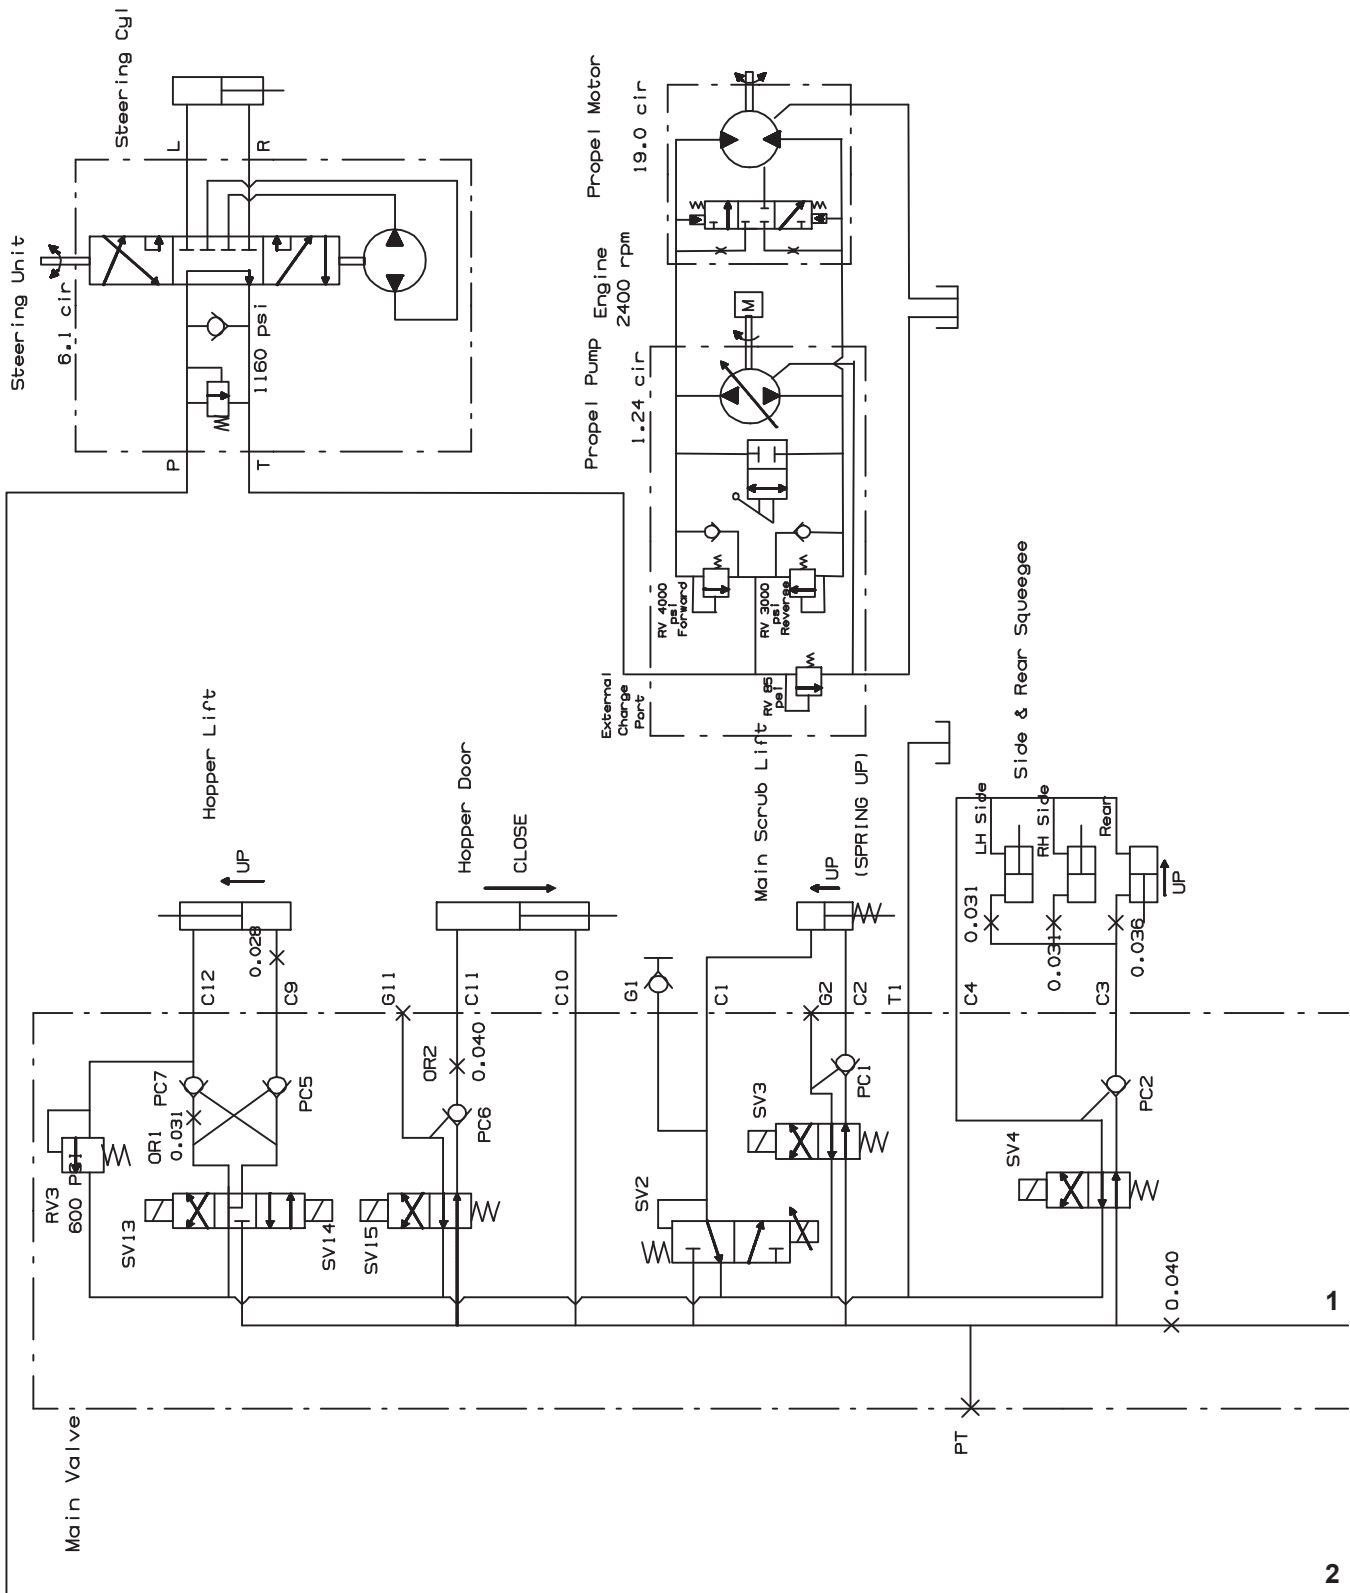 Steering Unit
6.1 cir
Steering Cyl
L
R
1160 psi
P
T
Propel Motor
19.0 cir
Engine
2400 rpm
M
Propel Pump
1.24 cir
RV 4000
psi
Forward
RV 3000
psi
Reverse
External
Charge
Port
RV 85
psi
Hopper Lift
UP
0.028
C12
C9
Hopper Door
CLOSE
G11
C11
C10
Main Scrub Lift
UP
(SPRING UP)
G1
C1
G2
C2
T1
Side & Rear Squeegee
LH Side
RH Side
Rear
UP
0.031
0.031
0.036
C4
C3
PC7
PC5
OR1
0.031
RV3
600 PSI
SV13
SV14
OR2
0.040
PC6
SV15
SV2
SV3
PC1
SV4
PC2
0.040
PT
Main Valve
1
2